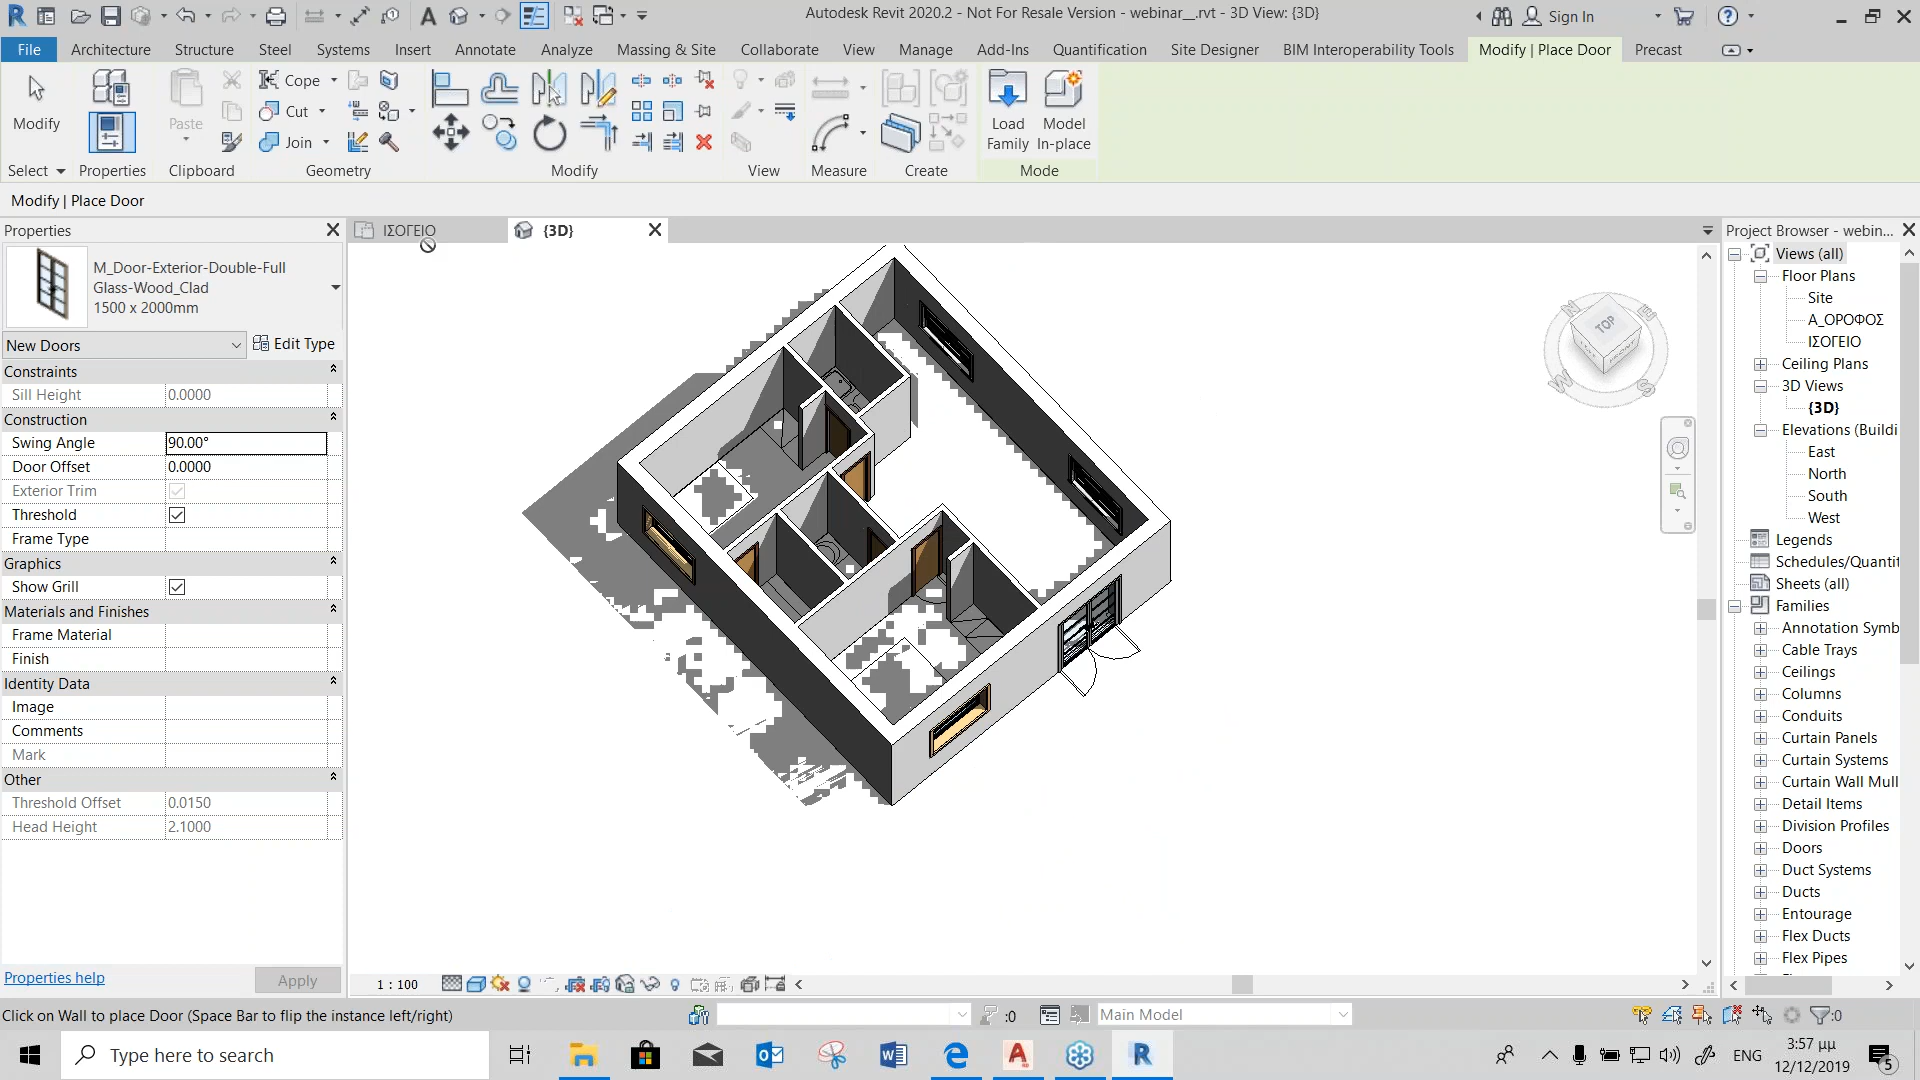 Autodesk Revit 2020.2 - Not For Resale Version - webinar__.rvt - 3D View: {3D}
Sign In
File
Architecture
Structure
Steel
Systems
Insert
Annotate
Analyze
Massing & Site
Collaborate
View
Manage
Add-Ins
Quantification
Site Designer
BIM Interoperability Tools
Modify | Place Door
Precast
Modify
Paste
Cope
Cut
Join
Load
Family
Model
In-place
Select
Properties
Clipboard
Geometry
Modify
View
Measure
Create
Mode
Modify | Place Door
Properties
M_Door-Exterior-Double-Full
Glass-Wood_Clad
1500 x 2000mm
New Doors
Edit Type
Constraints
Sill Height 0.0000
Construction
Swing Angle 90.00°
Door Offset 0.0000
Exterior Trim
Threshold
Frame Type
Graphics
Show Grill
Materials and Finishes
Frame Material
Finish
Identity Data
Image
Comments
Mark
Other
Threshold Offset 0.0150
Head Height 2.1000
Properties help
Apply
ΙΣΟΓΕΙΟ
{3D}
TOP
FRONT
N
E
W
S
1 : 100
Project Browser - webin...
Views (all)
Floor Plans
Site
Α_ΟΡΟΦΟΣ
ΙΣΟΓΕΙΟ
Ceiling Plans
3D Views
{3D}
Elevations (Buildi
East
North
South
West
Legends
Schedules/Quantit
Sheets (all)
Families
Annotation Symb
Cable Trays
Ceilings
Columns
Conduits
Curtain Panels
Curtain Systems
Curtain Wall Mull
Detail Items
Division Profiles
Doors
Duct Systems
Ducts
Entourage
Flex Ducts
Flex Pipes
Click on Wall to place Door (Space Bar to flip the instance left/right)
:0
Main Model
:0
Type here to search
ENG
3:57 μμ
12/12/2019
5